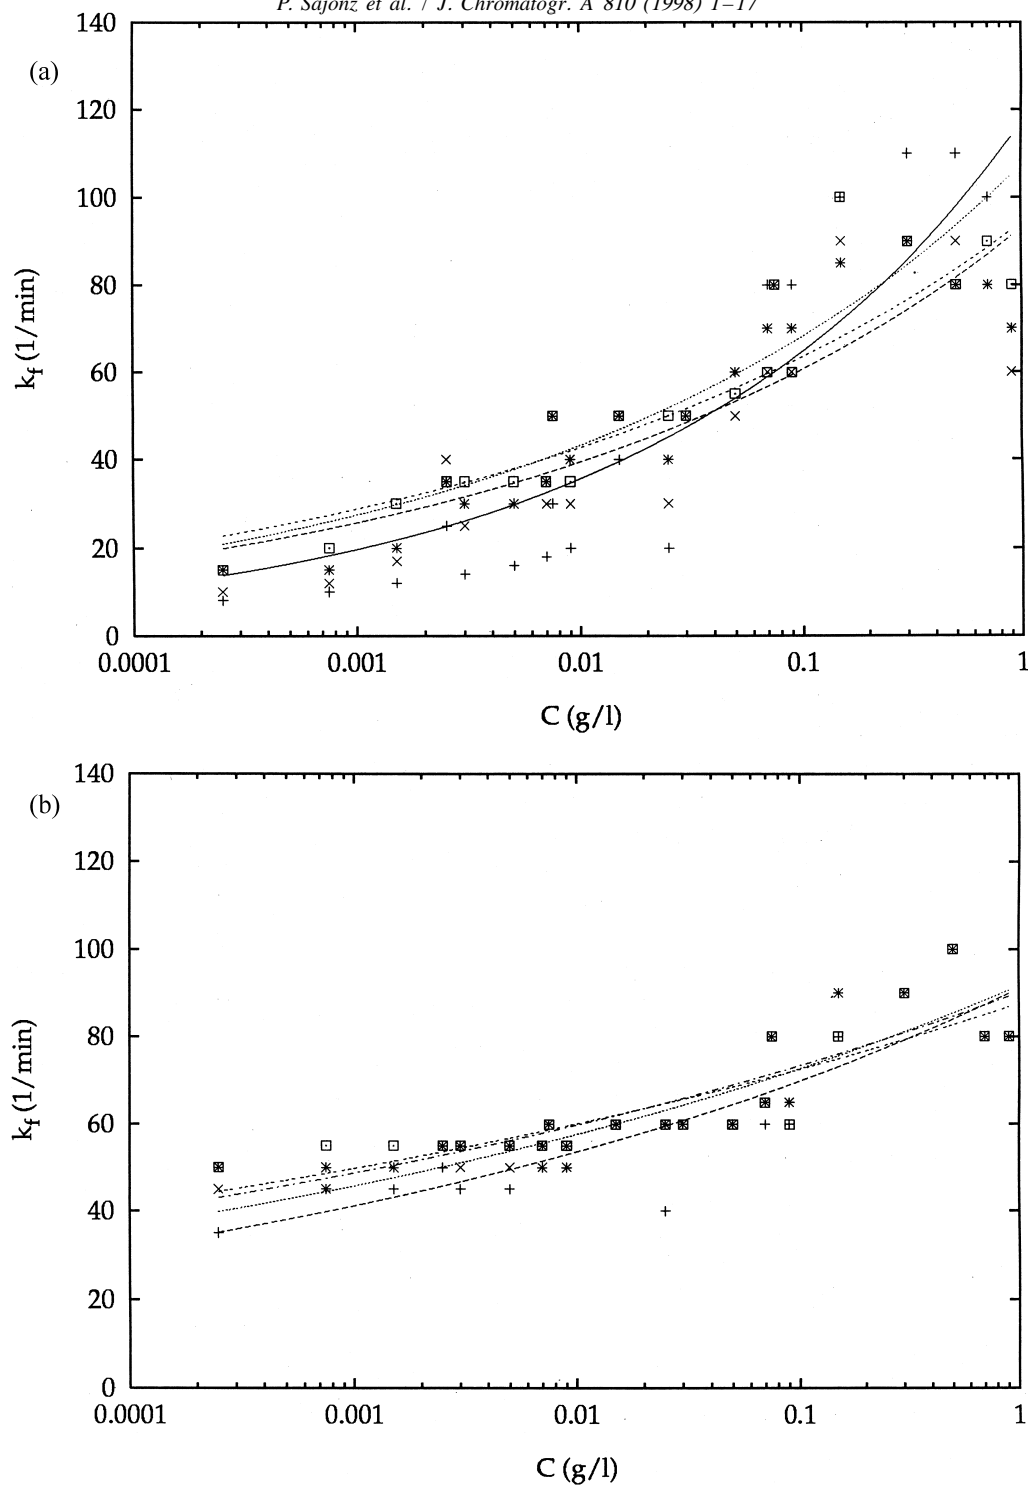 P. Sajonz et al. / J. Chromatogr. A 810 (1998) 1–17
(a)
140
120
100
80
60
40
20
0
k_f (1/min)
0.0001 0.001 0.01 0.1 1
C (g/l)
(b)
140
120
100
80
60
40
20
0
k_f (1/min)
0.0001 0.001 0.01 0.1 1
C (g/l)